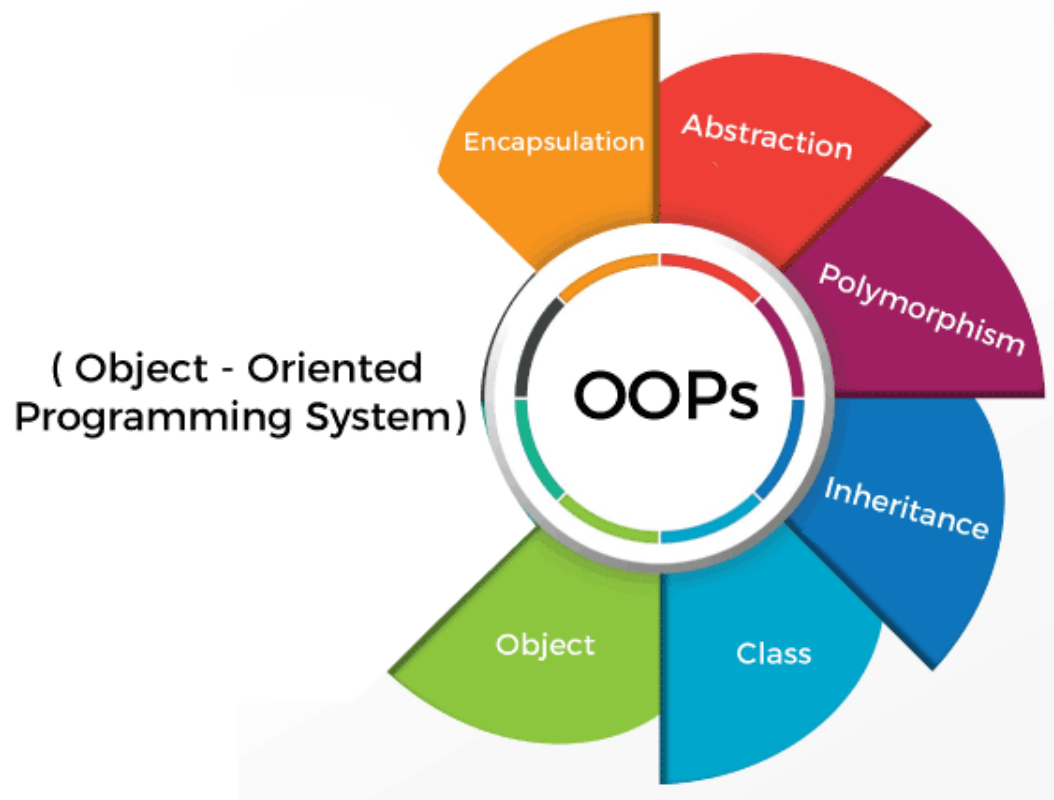 Encapsulation
Abstraction
Polymorphism
( Object - Oriented
Programming System)
OOPs
Inheritance
Object
Class